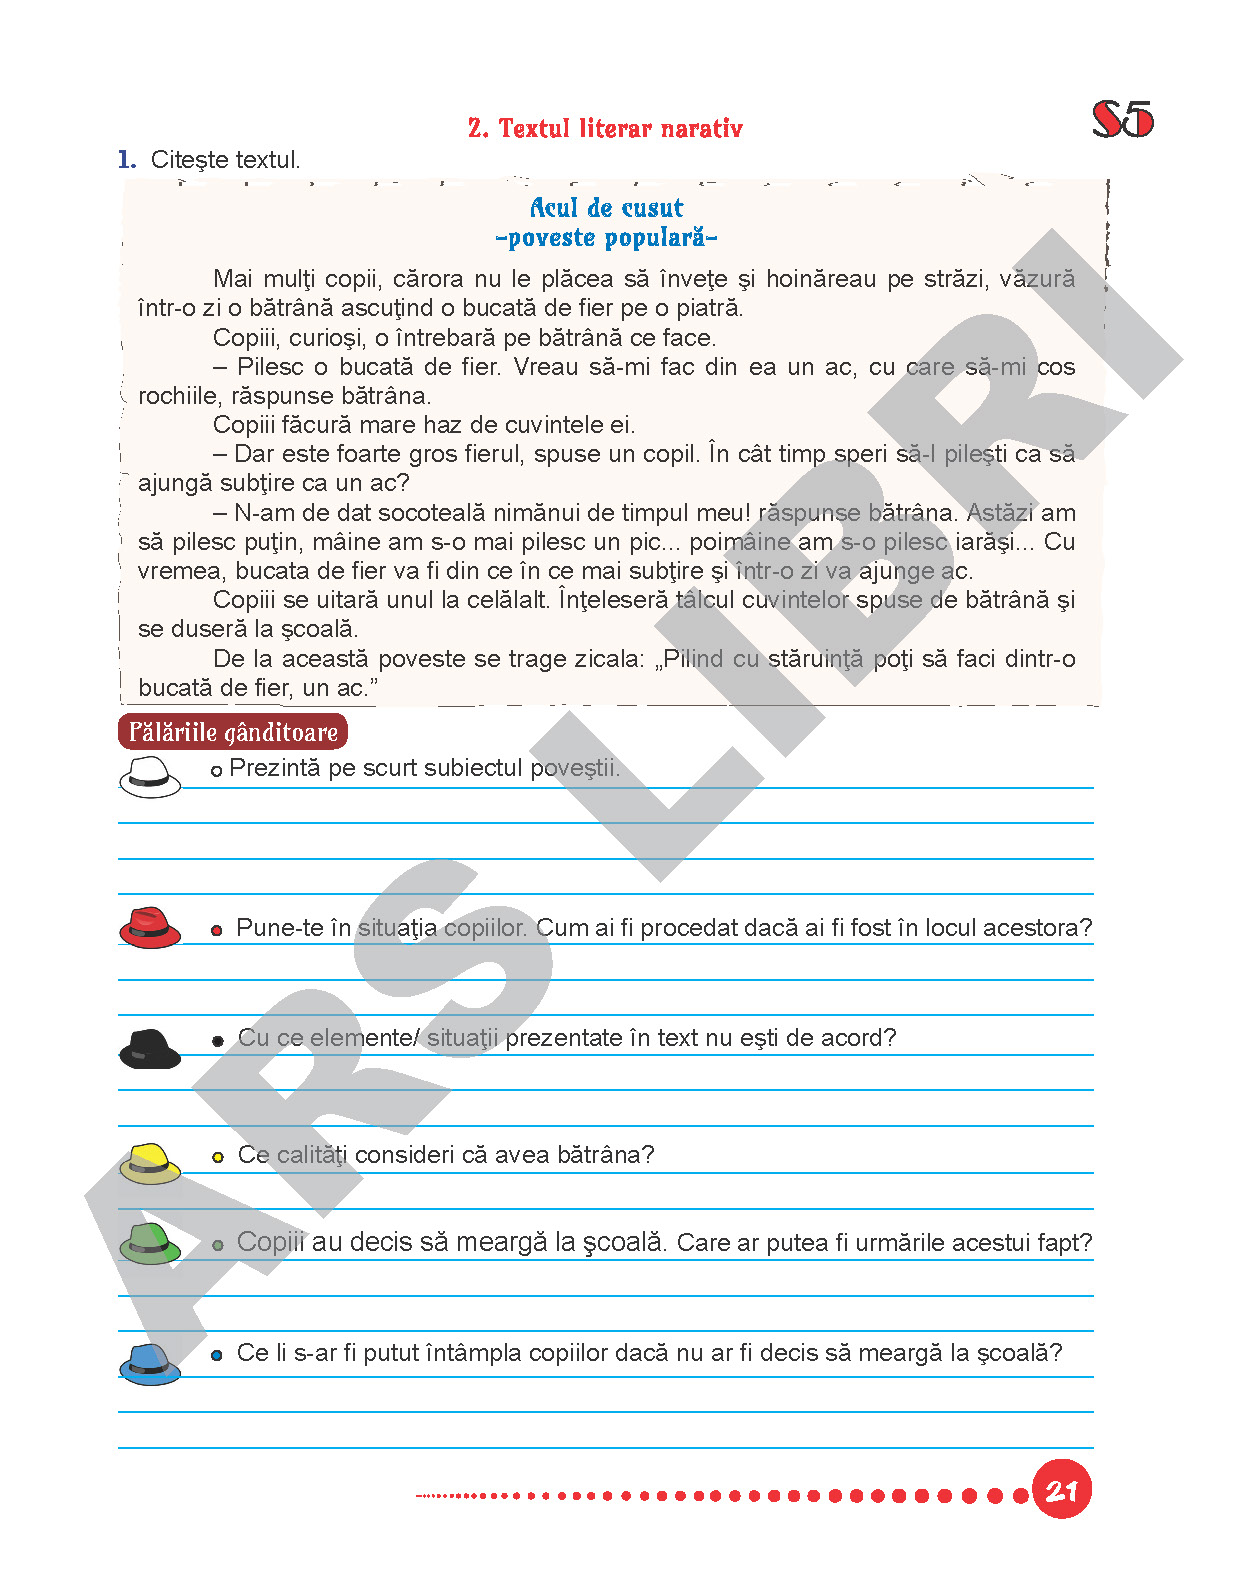 2. Textul literar narativ
S5
1. Citeşte textul.
Acul de cusut
-poveste populară-
Mai mulţi copii, cărora nu le plăcea să înveţe şi hoinăreau pe străzi, văzură
într-o zi o bătrână ascuţind o bucată de fier pe o piatră.
Copiii, curioşi, o întrebară pe bătrână ce face.
– Pilesc o bucată de fier. Vreau să-mi fac din ea un ac, cu care să-mi cos
rochiile, răspunse bătrâna.
Copiii făcură mare haz de cuvintele ei.
– Dar este foarte gros fierul, spuse un copil. În cât timp speri să-l pileşti ca să
ajungă subţire ca un ac?
– N-am de dat socoteală nimănui de timpul meu! răspunse bătrâna. Astăzi am
să pilesc puţin, mâine am s-o mai pilesc un pic... poimâine am s-o pilesc iarăşi... Cu
vremea, bucata de fier va fi din ce în ce mai subţire şi într-o zi va ajunge ac.
Copiii se uitară unul la celălalt. Înţeleseră tâlcul cuvintelor spuse de bătrână şi
se duseră la şcoală.
De la această poveste se trage zicala: „Pilind cu stăruinţă poţi să faci dintr-o
bucată de fier, un ac.”
Pălăriile gânditoare
Prezintă pe scurt subiectul poveştii.
Pune-te în situaţia copiilor. Cum ai fi procedat dacă ai fi fost în locul acestora?
Cu ce elemente/ situaţii prezentate în text nu eşti de acord?
Ce calităţi consideri că avea bătrâna?
Copiii au decis să meargă la şcoală. Care ar putea fi urmările acestui fapt?
Ce li s-ar fi putut întâmpla copiilor dacă nu ar fi decis să meargă la şcoală?
21
ARS LIBRI